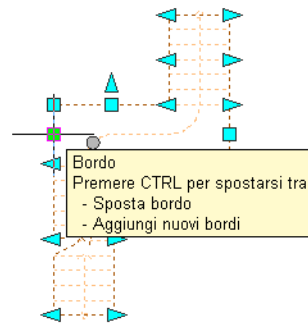 Bordo
Premere CTRL per spostarsi tra
- Sposta bordo
- Aggiungi nuovi bordi